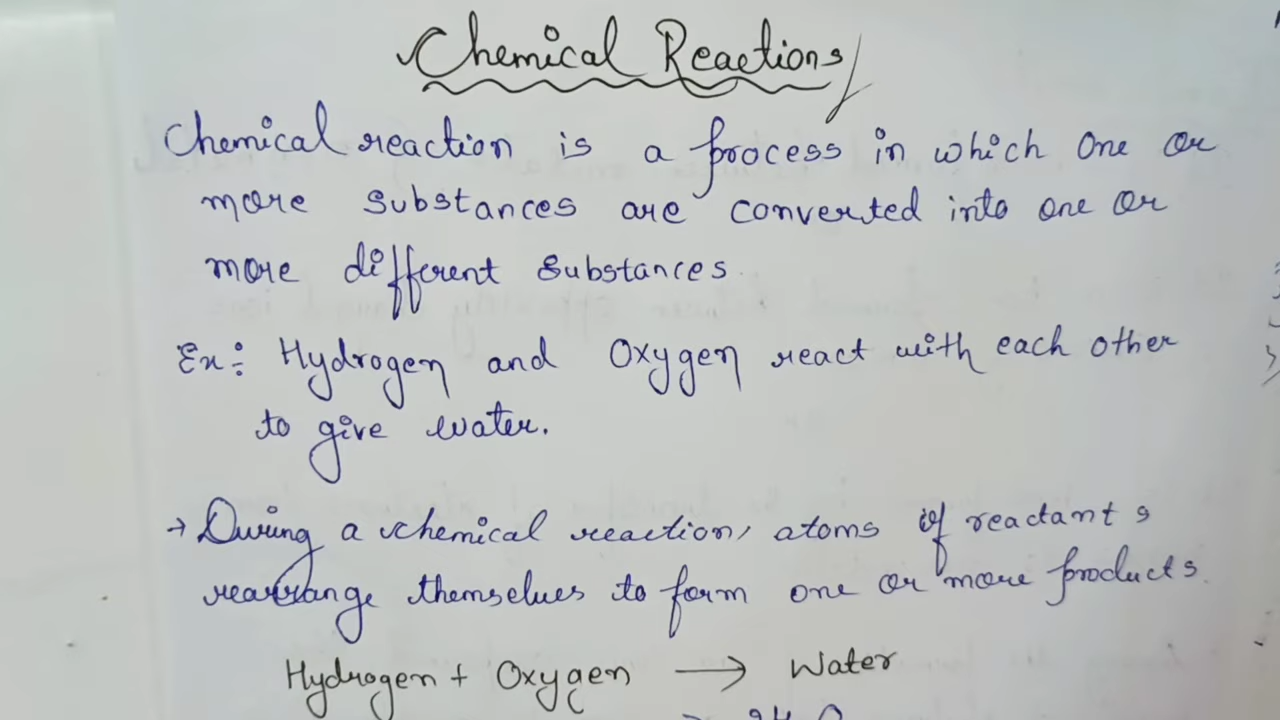 Chemical Reactions
Chemical reaction is a process in which one or
more substances are converted into one or
more different substances.
Ex:- Hydrogen and Oxygen react with each other
to give water.
→ During a chemical reaction, atoms of reactants
rearrange themselves to form one or more products.
Hydrogen + Oxygen → Water